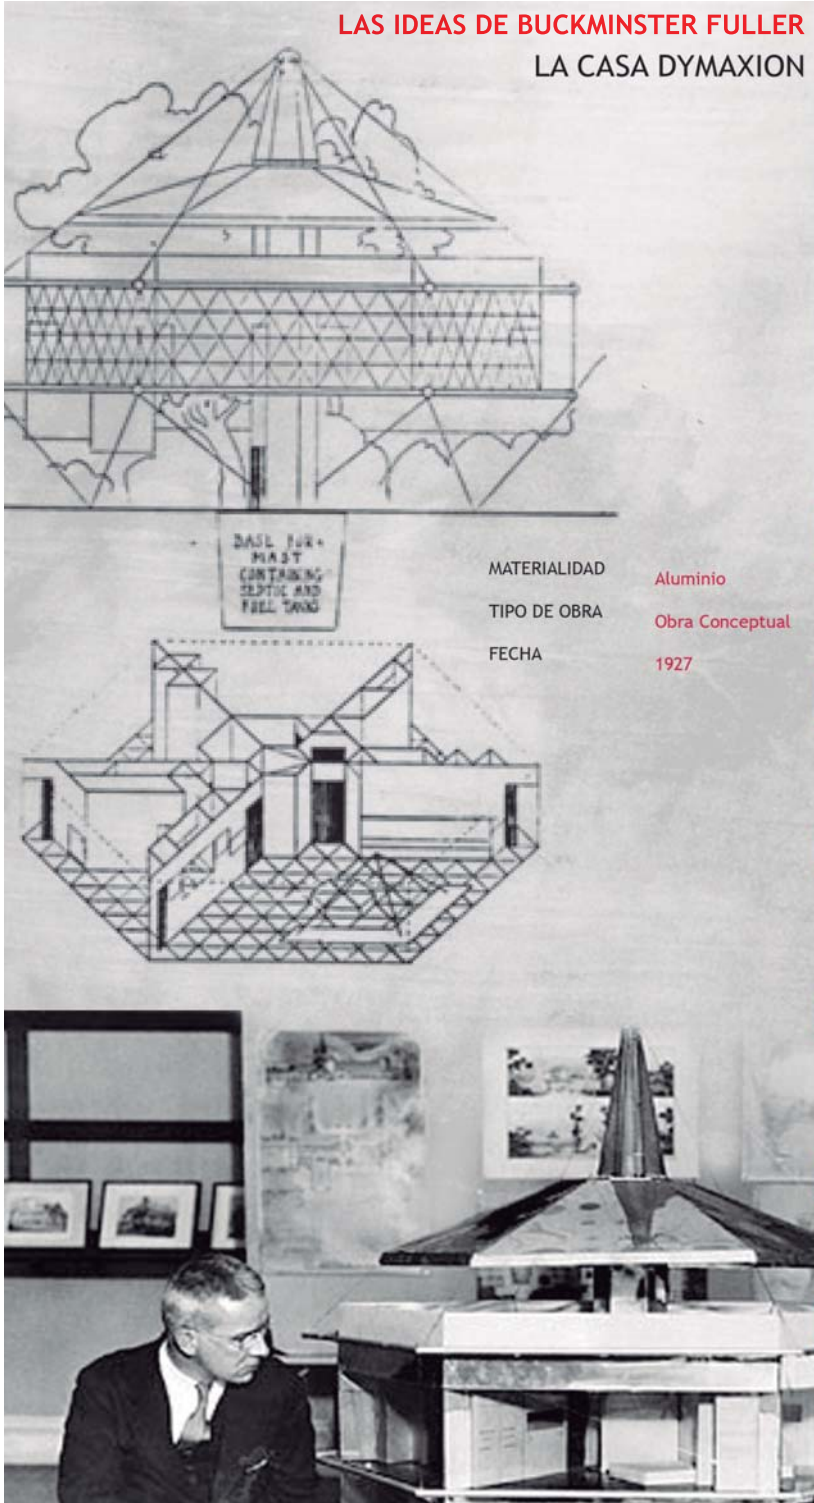 LAS IDEAS DE BUCKMINSTER FULLER
LA CASA DYMAXION
BASE FOR
MAST
CONTAINING
SEPTIC AND
FUEL TANKS
MATERIALIDAD
Aluminio
TIPO DE OBRA
Obra Conceptual
FECHA
1927